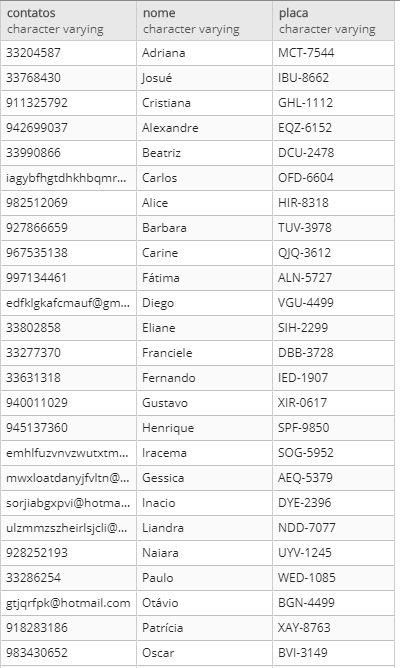 contatos nome placa
character varying character varying character varying
33204587 Adriana MCT-7544
33768430 Josué IBU-8662
911325792 Cristiana GHL-1112
942699037 Alexandre EQZ-6152
33990866 Beatriz DCU-2478
iagybfhgtdhkhbqmr... Carlos OFD-6604
982512069 Alice HIR-8318
927866659 Barbara TUV-3978
967535138 Carine QJQ-3612
997134461 Fátima ALN-5727
edfklgkafcmauf@gm... Diego VGU-4499
33802858 Eliane SIH-2299
33277370 Franciele DBB-3728
33631318 Fernando IED-1907
940011029 Gustavo XIR-0617
945137360 Henrique SPF-9850
emhlfuzvnvzwutxtm... Iracema SOG-5952
mwxloatdanyjfvltn@... Gessica AEQ-5379
sorjiabgxpvi@hotma... Inacio DYE-2396
ulzmmzszheirlsjcli@... Liandra NDD-7077
928252193 Naiara UYV-1245
33286254 Paulo WED-1085
gtjqrfpk@hotmail.com Otávio BGN-4499
918283186 Patrícia XAY-8763
983430652 Oscar BVI-3149